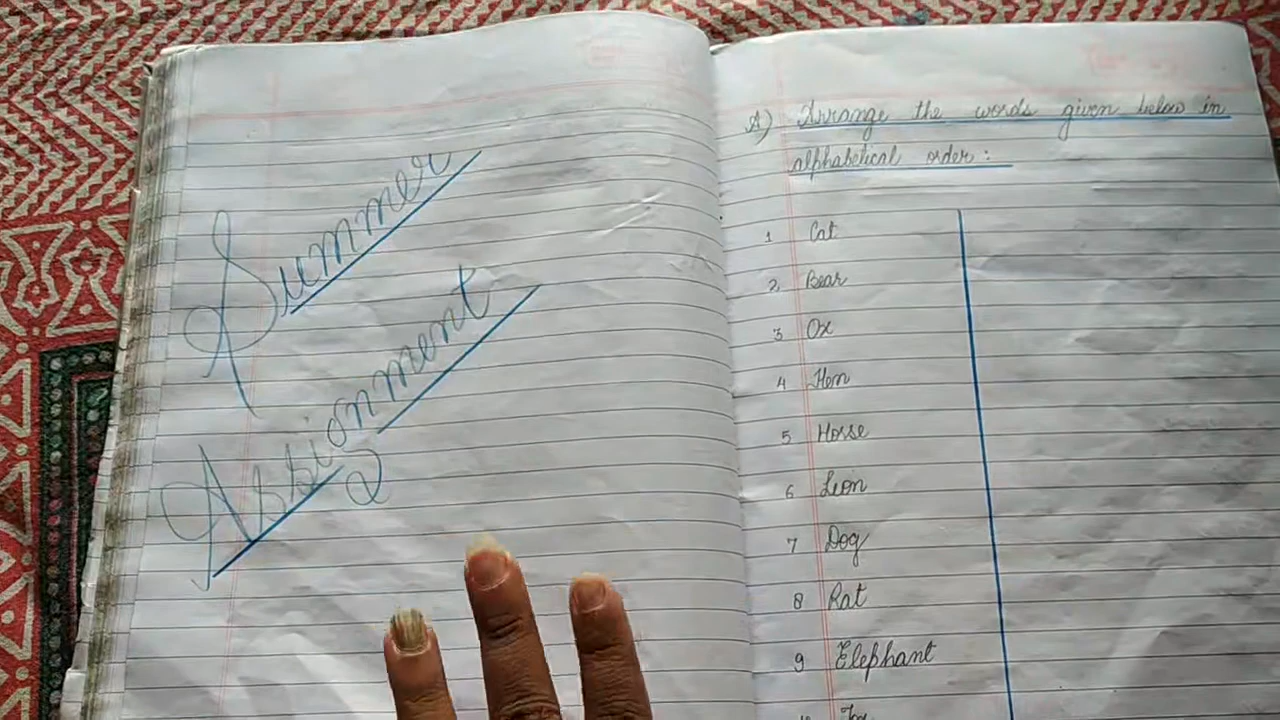 Summer
Assignment
A) Arrange the words given below in
alphabetical order:
1 Cat
2 Bear
3 Ox
4 Hen
5 Horse
6 Leon
7 Dog
8 Rat
9 Elephant